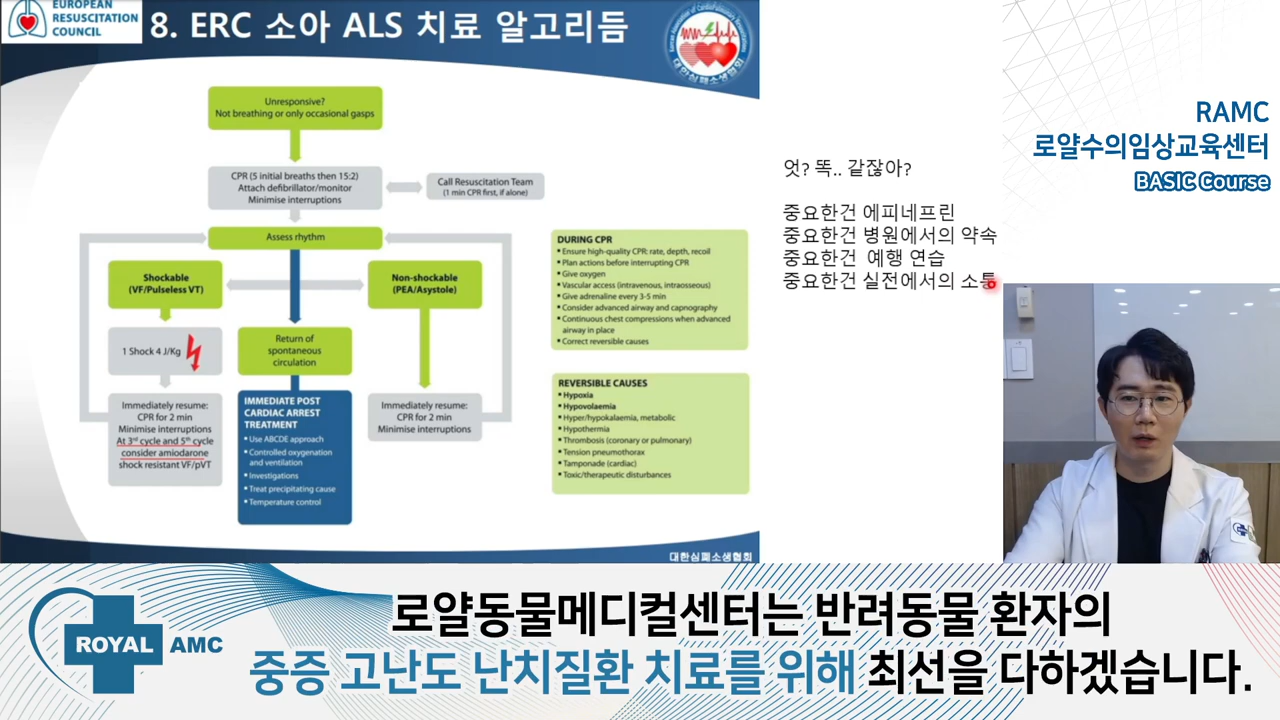 EUROPEAN
RESUSCITATION
COUNCIL
8. ERC 소아 ALS 치료 알고리듬
대한심폐소생협회
Unresponsive?
Not breathing or only occasional gasps
CPR (5 initial breaths then 15:2)
Attach defibrillator/monitor
Minimise interruptions
Call Resuscitation Team
(1 min CPR first, if alone)
Assess rhythm
Shockable
(VF/Pulseless VT)
Non-shockable
(PEA/Asystole)
1 Shock 4 J/Kg
Return of
spontaneous
circulation
Immediately resume:
CPR for 2 min
Minimise interruptions
At 3rd cycle and 5th cycle
consider amiodarone
shock resistant VF/pVT
IMMEDIATE POST
CARDIAC ARREST
TREATMENT
• Use ABCDE approach
• Controlled oxygenation
and ventilation
• Investigations
• Treat precipitating cause
• Temperature control
Immediately resume:
CPR for 2 min
Minimise interruptions
DURING CPR
• Ensure high-quality CPR: rate, depth, recoil
• Plan actions before interrupting CPR
• Give oxygen
• Vascular access (intravenous, intraosseous)
• Give adrenaline every 3-5 min
• Consider advanced airway and capnography
• Continuous chest compressions when advanced
airway in place
• Correct reversible causes
REVERSIBLE CAUSES
• Hypoxia
• Hypovolaemia
• Hyper/hypokalaemia, metabolic
• Hypothermia
• Thrombosis (coronary or pulmonary)
• Tension pneumothorax
• Tamponade (cardiac)
• Toxic/therapeutic disturbances
대한심폐소생협회
엇? 똑.. 같잖아?
중요한건 에피네프린
중요한건 병원에서의 약속
중요한건 예행 연습
중요한건 실전에서의 소통
RAMC
로얄수의임상교육센터
BASIC Course
ROYAL AMC
로얄동물메디컬센터는 반려동물 환자의
중증 고난도 난치질환 치료를 위해 최선을 다하겠습니다.